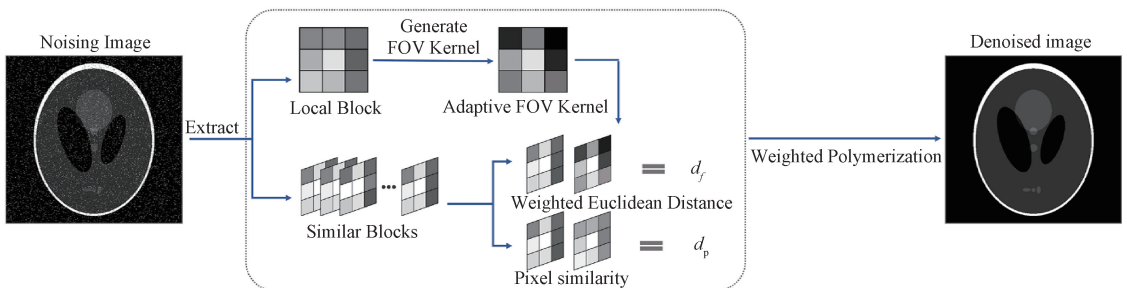 Noising Image
Extract
Generate
FOV Kernel
Local Block
Adaptive FOV Kernel
Similar Blocks
= d_f
Weighted Euclidean Distance
= d_p
Pixel similarity
Weighted Polymerization
Denoised image